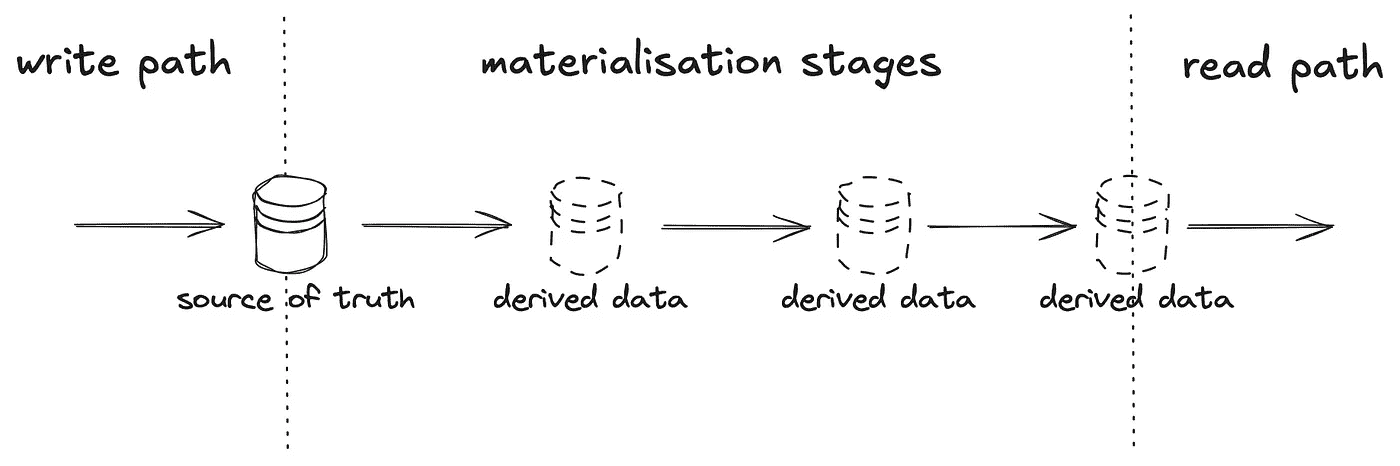 write path
materialisation stages
read path
source of truth
derived data
derived data
derived data